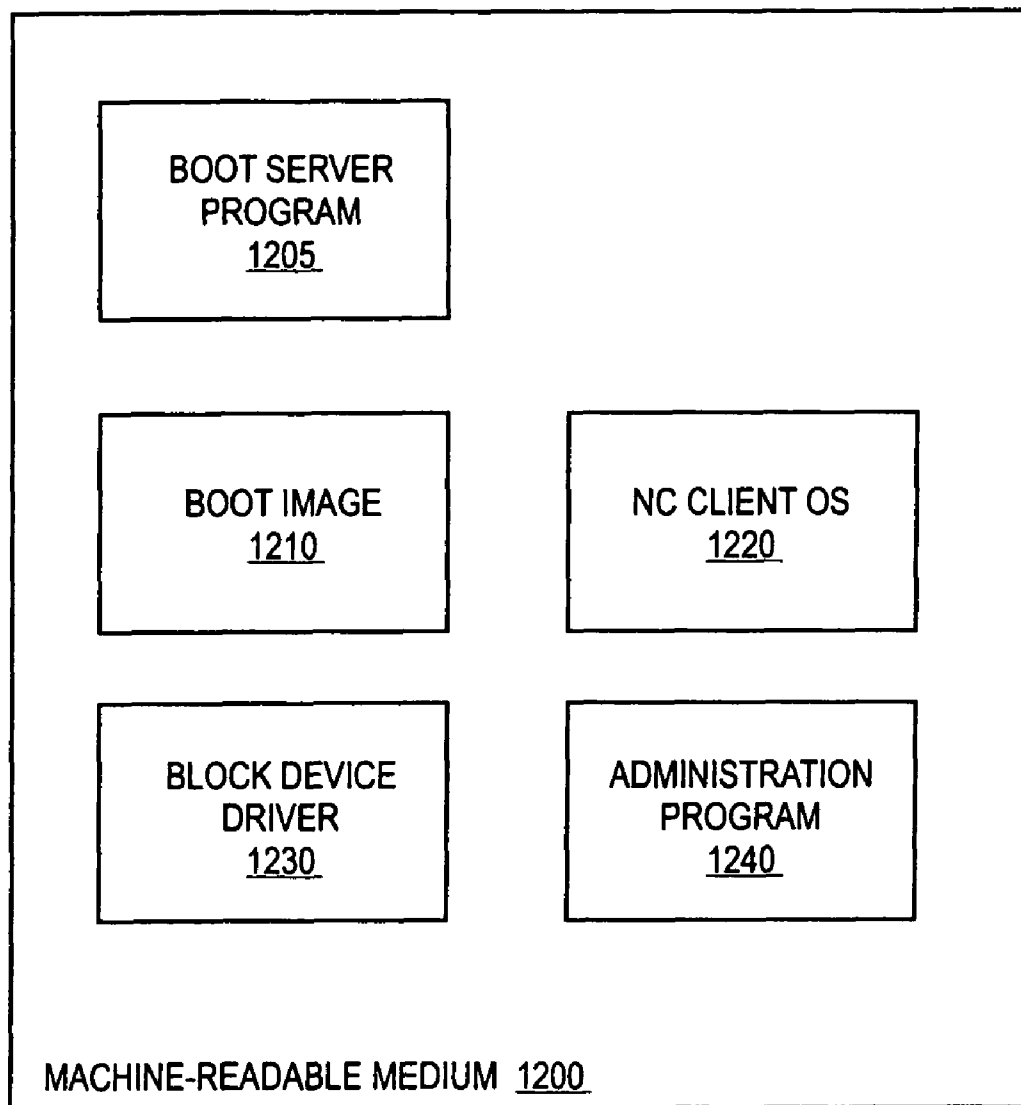 BOOT SERVER
PROGRAM
1205
BOOT IMAGE
1210
NC CLIENT OS
1220
BLOCK DEVICE
DRIVER
1230
ADMINISTRATION
PROGRAM
1240
MACHINE-READABLE MEDIUM 1200